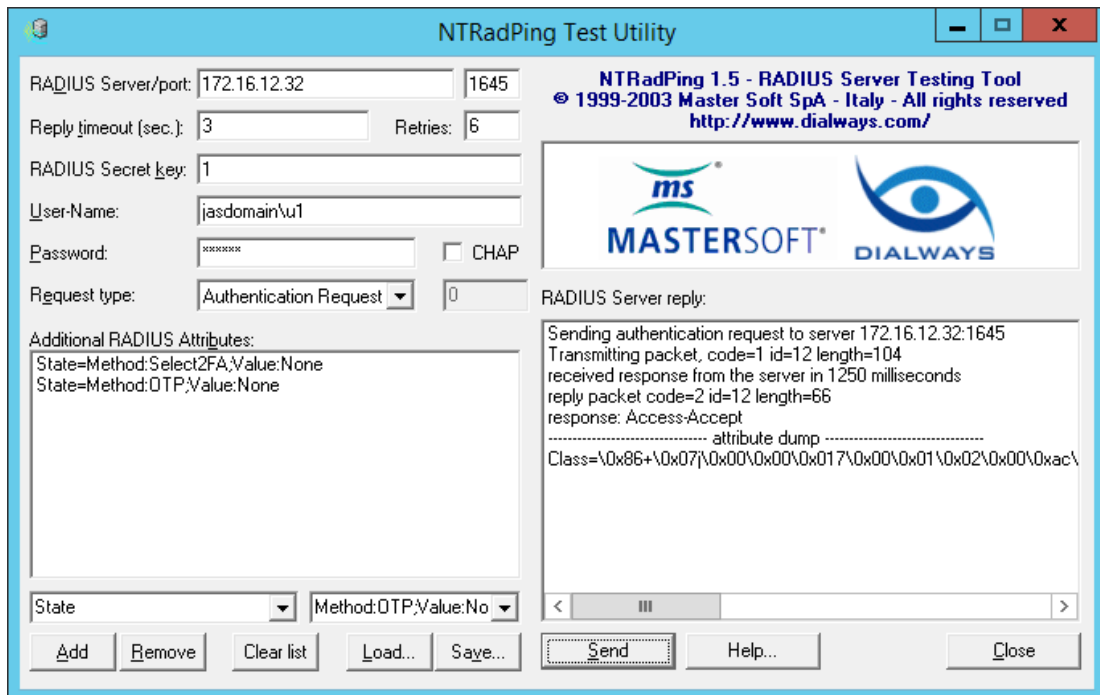 NTRadPing Test Utility
RADIUS Server/port: 172.16.12.32 1645
Reply timeout (sec.): 3 Retries: 6
RADIUS Secret key: 1
User-Name: jasdomain\u1
Password: ****** CHAP
Request type: Authentication Request 0
Additional RADIUS Attributes:
State=Method:Select2FA;Value:None
State=Method:OTP;Value:None
State Method:OTP;Value:No
Add Remove Clear list Load... Save...
NTRadPing 1.5 - RADIUS Server Testing Tool
© 1999-2003 Master Soft SpA - Italy - All rights reserved
http://www.dialways.com/
ms
MASTERSOFT
DIALWAYS
RADIUS Server reply:
Sending authentication request to server 172.16.12.32:1645
Transmitting packet, code=1 id=12 length=104
received response from the server in 1250 milliseconds
reply packet code=2 id=12 length=66
response: Access-Accept
-------------------------------- attribute dump --------------------------------
Class=\0x86+\0x07j\0x00\0x00\0x017\0x00\0x01\0x02\0x00\0xac\
Send Help... Close